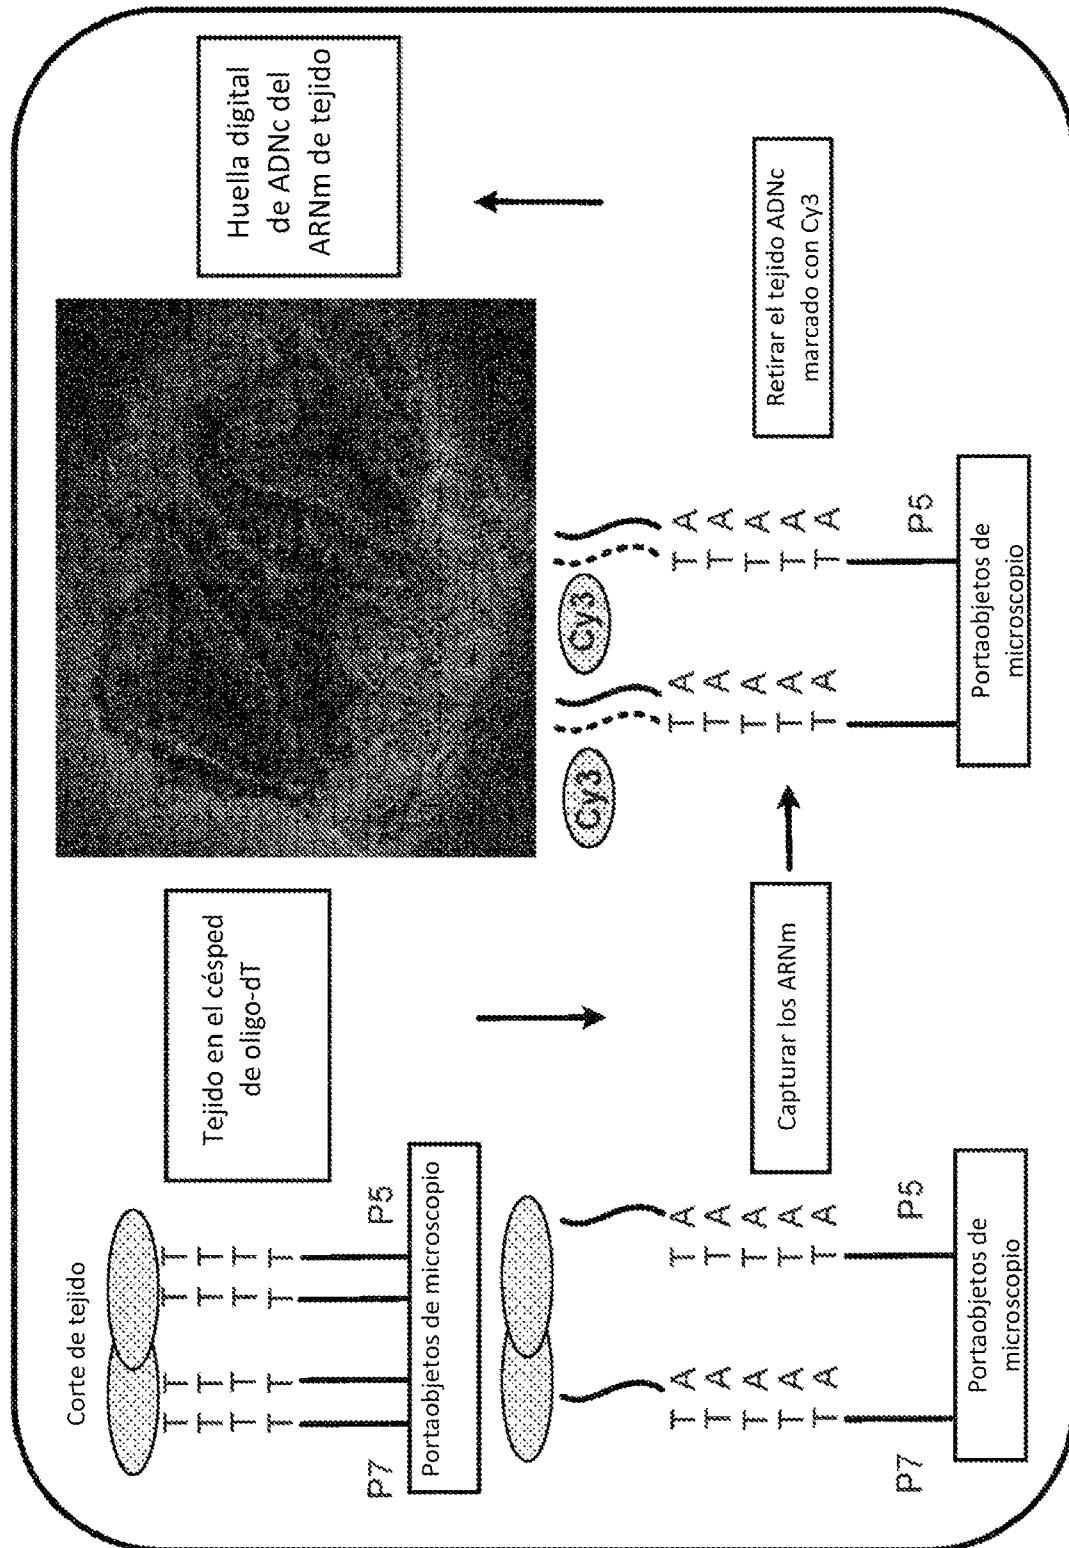 Corte de tejido
T T T T
T T T T
T T T T
T T T T
P7 P5
Portaobjetos de microscopio
Tejido en el césped
de oligo-dT
Huella digital
de ADNc del
ARNm de tejido
T A T A
T A T A
T A T A
T A T A
T A T A
P7 P5
Portaobjetos de
microscopio
Capturar los ARNm
Cy3 Cy3
T A T A
T A T A
T A T A
T A T A
T A T A
P5
Portaobjetos de
microscopio
Retirar el tejido ADNc
marcado con Cy3